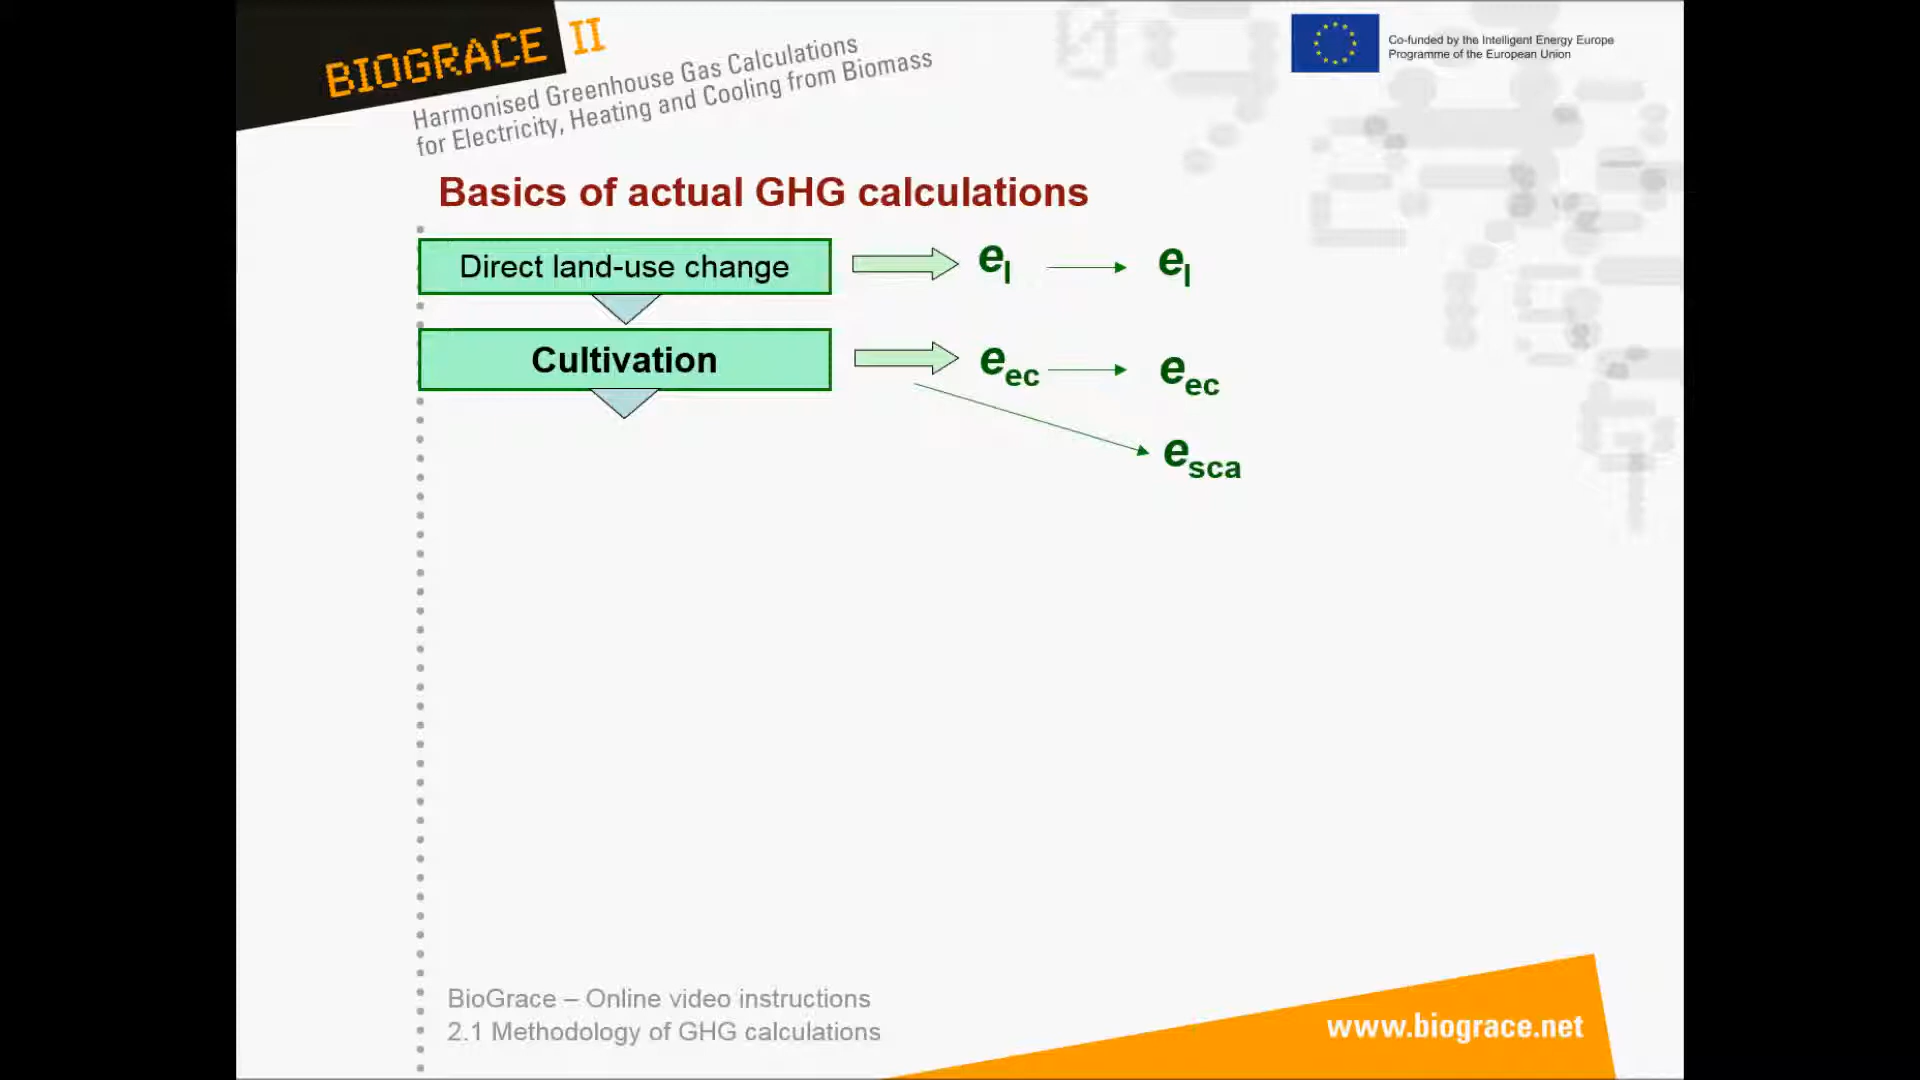 BIOGRACE II
Harmonised Greenhouse Gas Calculations
for Electricity, Heating and Cooling from Biomass
Co-funded by the Intelligent Energy Europe
Programme of the European Union
Basics of actual GHG calculations
Direct land-use change
el
el
Cultivation
eec
eec
esca
BioGrace – Online video instructions
2.1 Methodology of GHG calculations
www.biograce.net